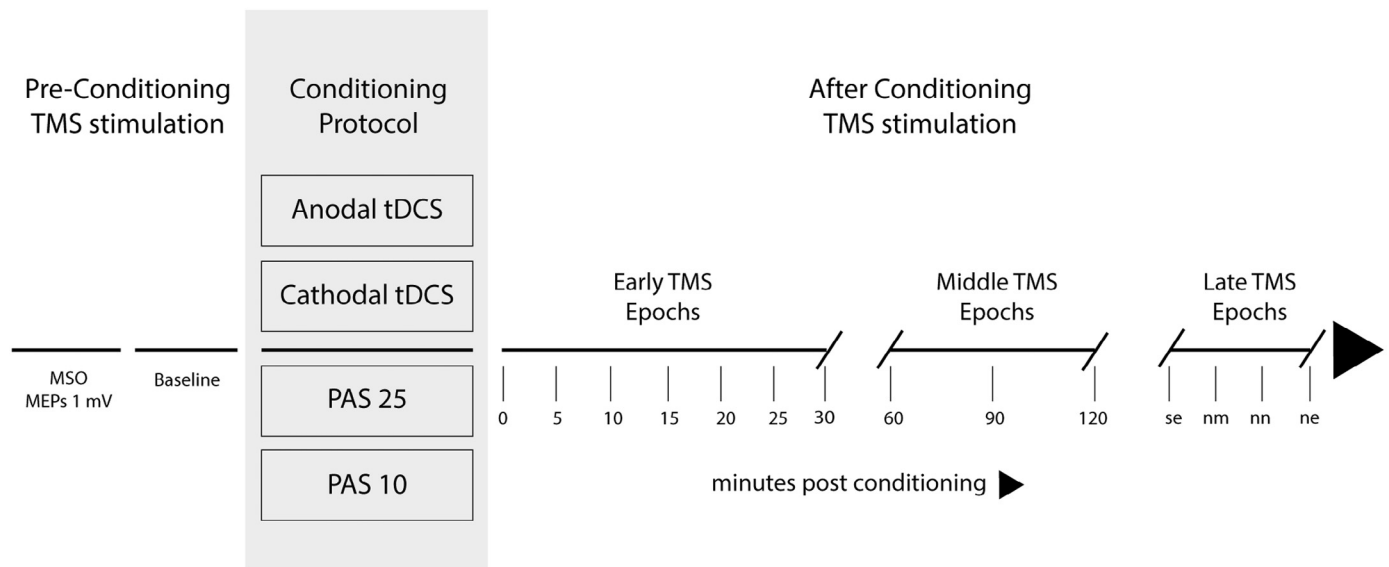 Pre-Conditioning
TMS stimulation
Conditioning
Protocol
After Conditioning
TMS stimulation
Anodal tDCS
Cathodal tDCS
PAS 25
PAS 10
MSO
MEPs 1 mV
Baseline
Early TMS
Epochs
Middle TMS
Epochs
Late TMS
Epochs
0 5 10 15 20 25 30
60 90 120
se nm nn ne
minutes post conditioning